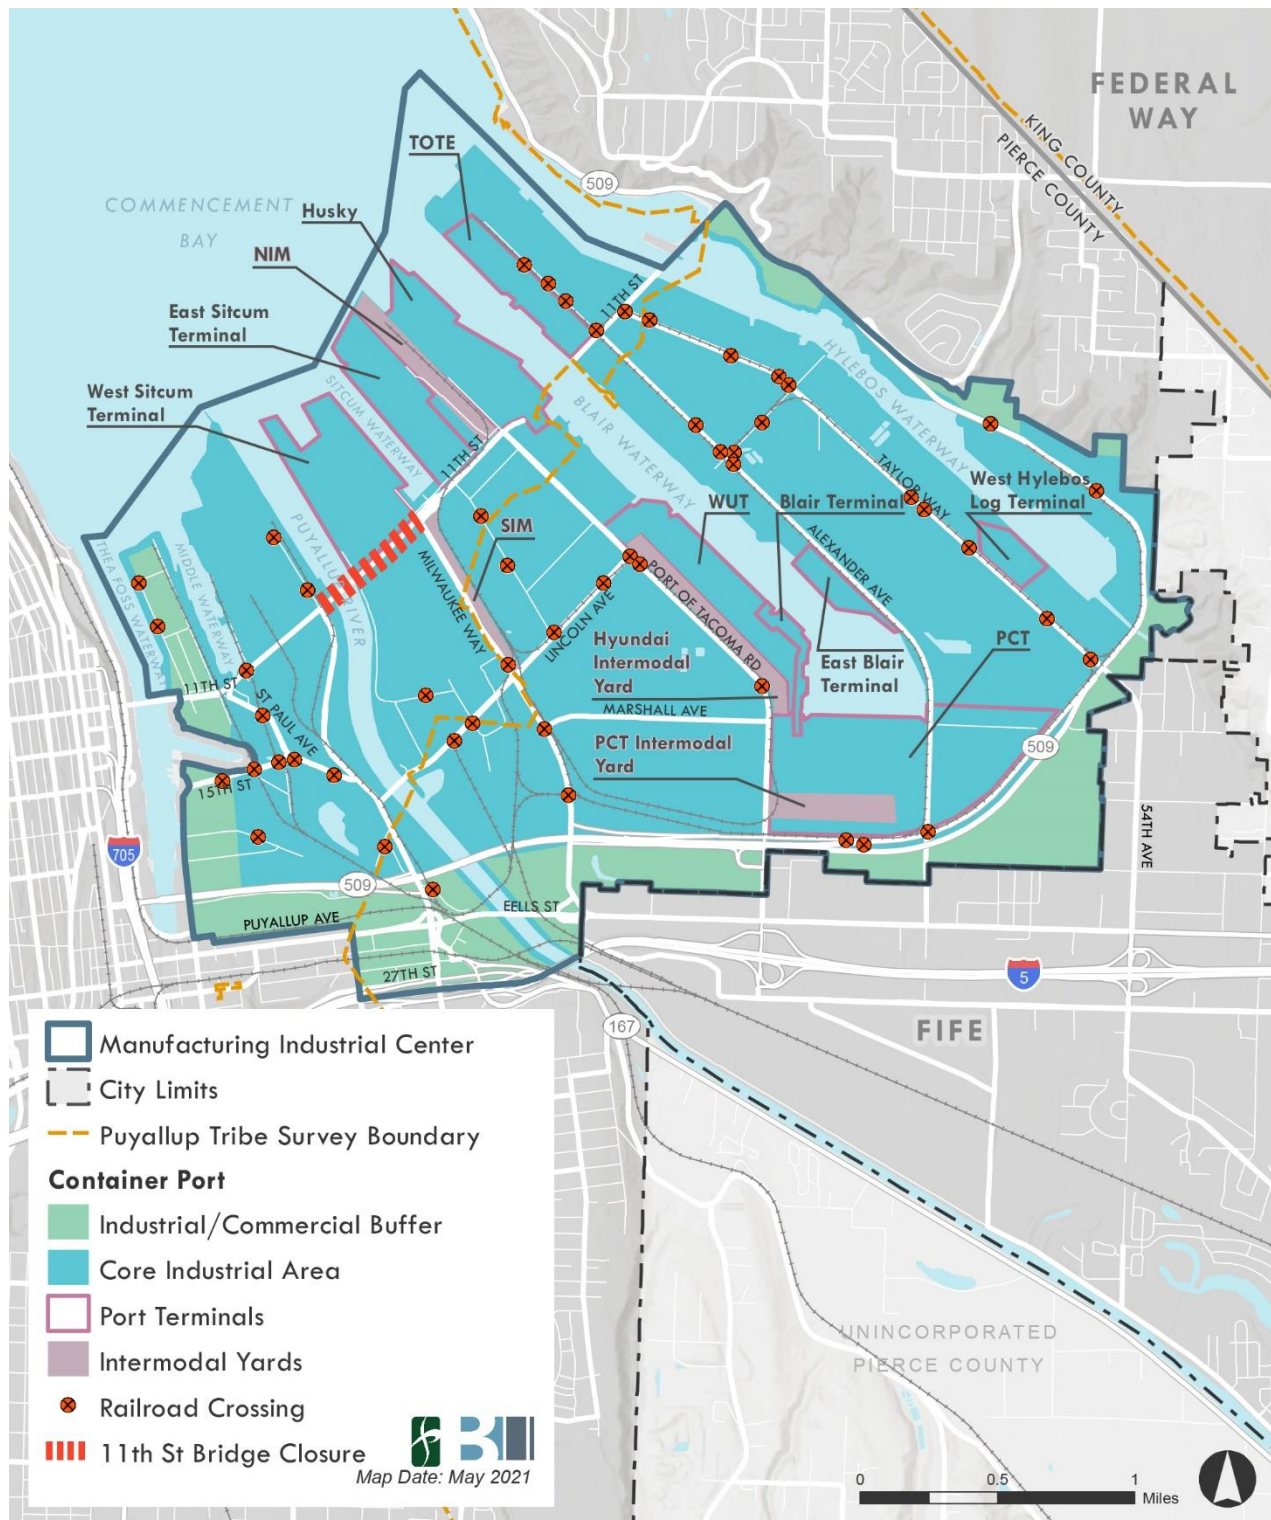 FEDERAL
WAY
KING COUNTY
PIERCE COUNTY
TOTE
509
COMMENCEMENT
BAY
Husky
NIM
11TH ST
East Sitcum
Terminal
SITCUM WATERWAY
HYLEBOS WATERWAY
West Sitcum
Terminal
BLAIR WATERWAY
11TH ST
TAYLOR WAY
West Hylebos
Log Terminal
WUT
Blair Terminal
SIM
PUYALLUP RIVER
MILWAUKEE WAY
ALEXANDER AVE
THEA FOSS WATERWAY
MIDDLE WATERWAY
LINCOLN AVE
PORT OF TACOMA RD
Hyundai
Intermodal
Yard
East Blair
Terminal
PCT
11TH ST
ST PAUL AVE
MARSHALL AVE
PCT Intermodal
Yard
509
15TH ST
54TH AVE
705
509
PUYALLUP AVE
EELLS ST
27TH ST
5
167
FIFE
Manufacturing Industrial Center
City Limits
Puyallup Tribe Survey Boundary
Container Port
Industrial/Commercial Buffer
Core Industrial Area
Port Terminals
Intermodal Yards
Railroad Crossing
11th St Bridge Closure
Map Date: May 2021
UNINCORPORATED
PIERCE COUNTY
0 0.5 1
Miles